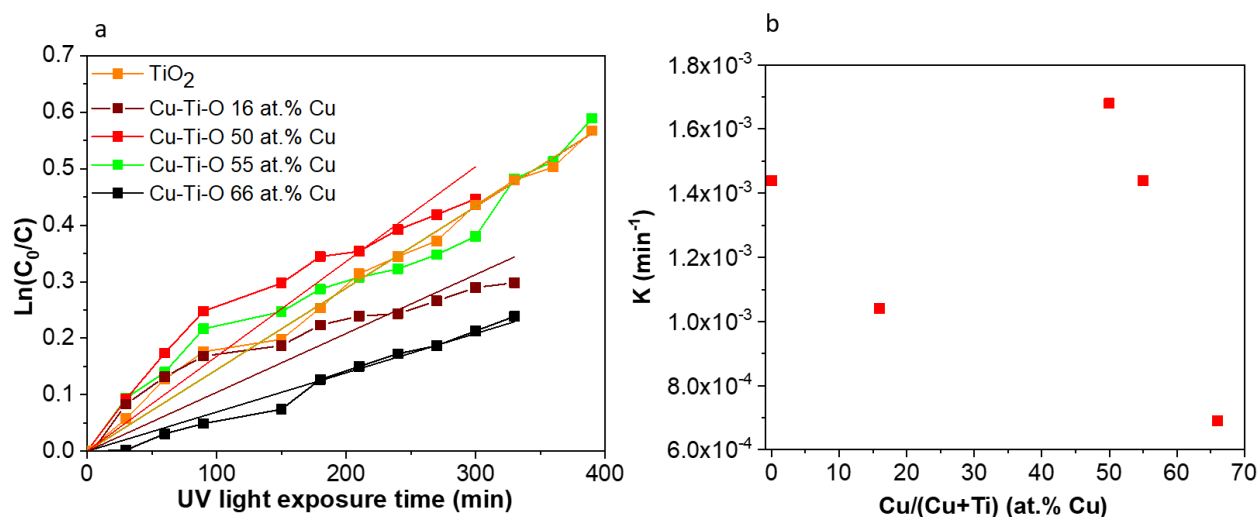 a
0.7
0.6
0.5
0.4
0.3
0.2
0.1
0.0
Ln(C₀/C)
TiO₂
Cu-Ti-O 16 at.% Cu
Cu-Ti-O 50 at.% Cu
Cu-Ti-O 55 at.% Cu
Cu-Ti-O 66 at.% Cu
0 100 200 300 400
UV light exposure time (min)
b
1.8x10⁻³
1.6x10⁻³
1.4x10⁻³
1.2x10⁻³
1.0x10⁻³
8.0x10⁻⁴
6.0x10⁻⁴
K (min⁻¹)
0 10 20 30 40 50 60 70
Cu/(Cu+Ti) (at.% Cu)